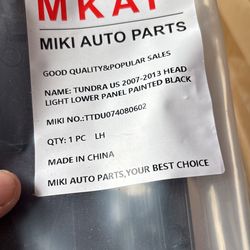 MKAT
MIKI AUTO PARTS
GOOD QUALITY&POPULAR SALES
NAME: TUNDRA US 2007-2013 HEAD
LIGHT LOWER PANEL PAINTED BLACK
MIKI NO.:TTDU074080602
QTY: 1 PC LH
MADE IN CHINA
MIKI AUTO PARTS,YOUR BEST CHOICE